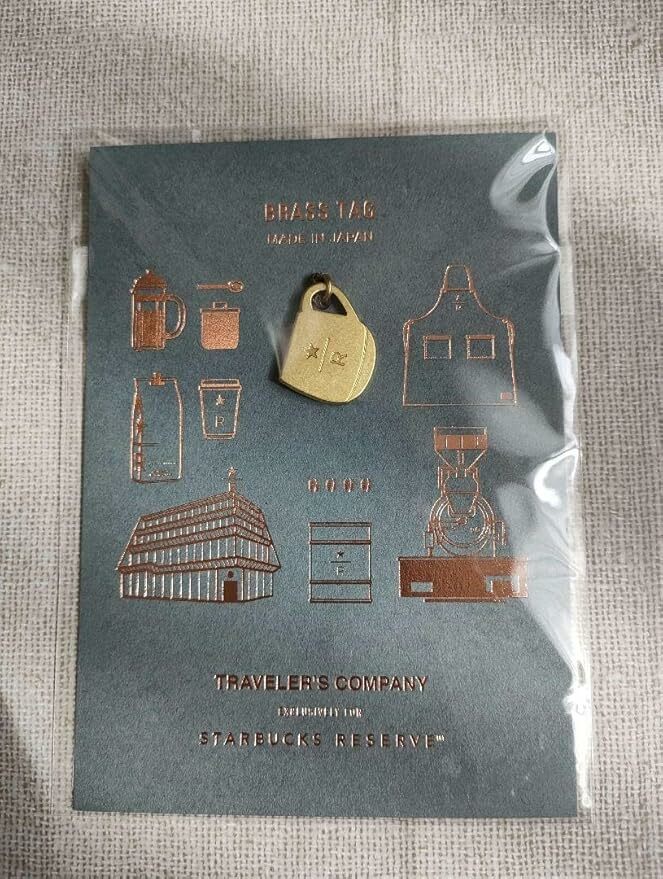 BRASS TAG
MADE IN JAPAN
R
R
R
R
TRAVELER'S COMPANY
EXCLUSIVELY FOR
STARBUCKS RESERVE™